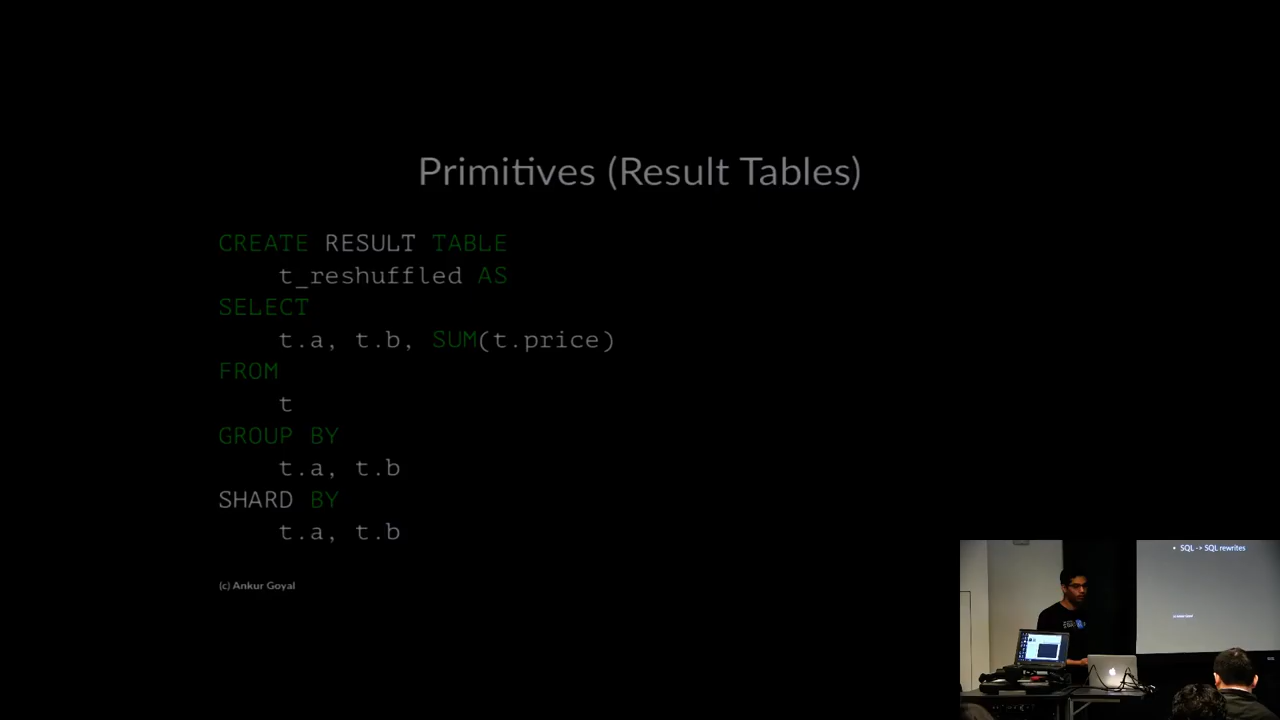 Primitives (Result Tables)
CREATE RESULT TABLE
t_reshuffled AS
SELECT
t.a, t.b, SUM(t.price)
FROM
t
GROUP BY
t.a, t.b
SHARD BY
t.a, t.b
(c) Ankur Goyal
• SQL -> SQL rewrites